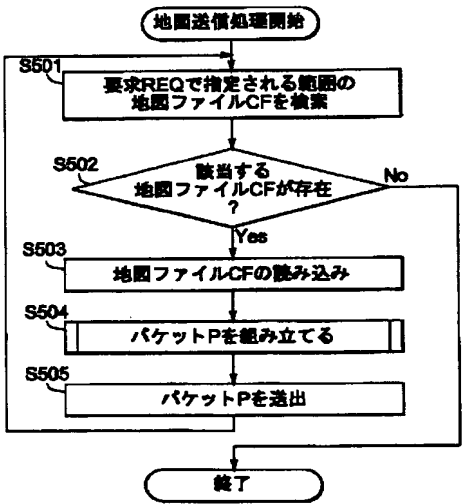 地図送信処理開始
S501
要求REQで指定される範囲の
地図ファイルCFを検索
S502
該当する
地図ファイルCFが存在
?
No
Yes
S503
地図ファイルCFの読み込み
S504
パケットPを組み立てる
S505
パケットPを送出
終了